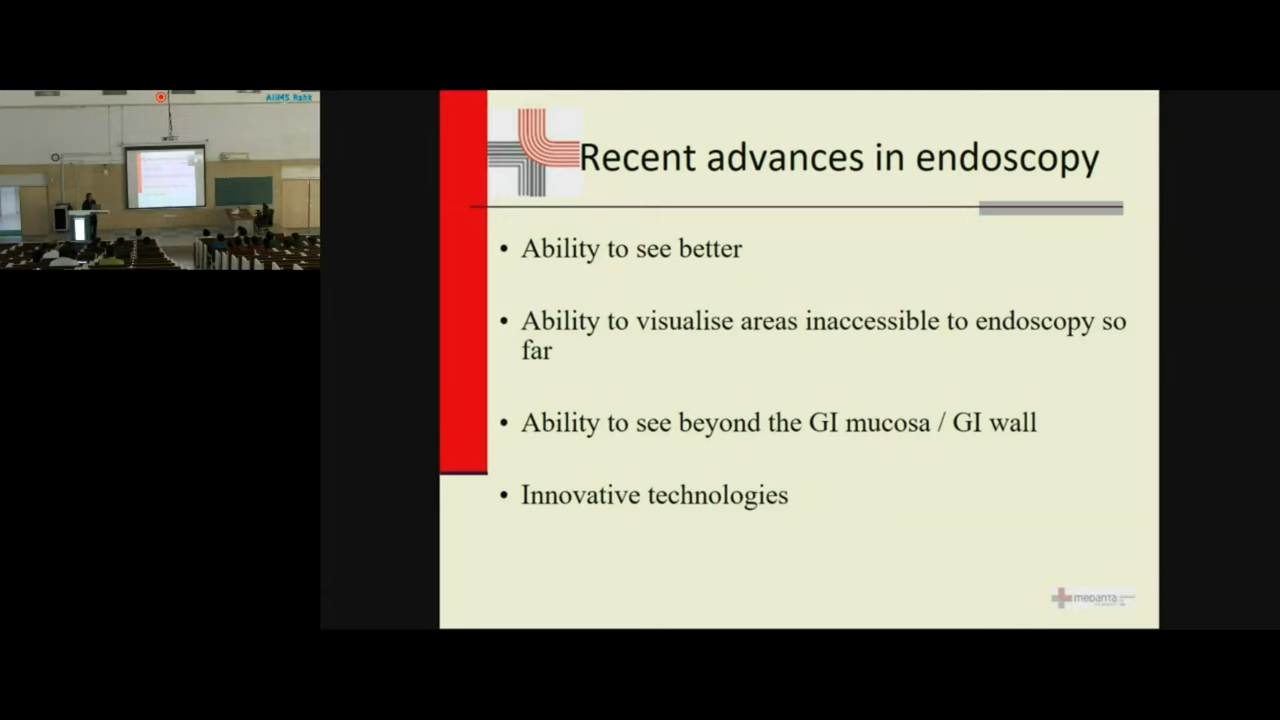 AIIMS Rahk
Recent advances in endoscopy
• Ability to see better
• Ability to visualise areas inaccessible to endoscopy so
far
• Ability to see beyond the GI mucosa / GI wall
• Innovative technologies
medanta